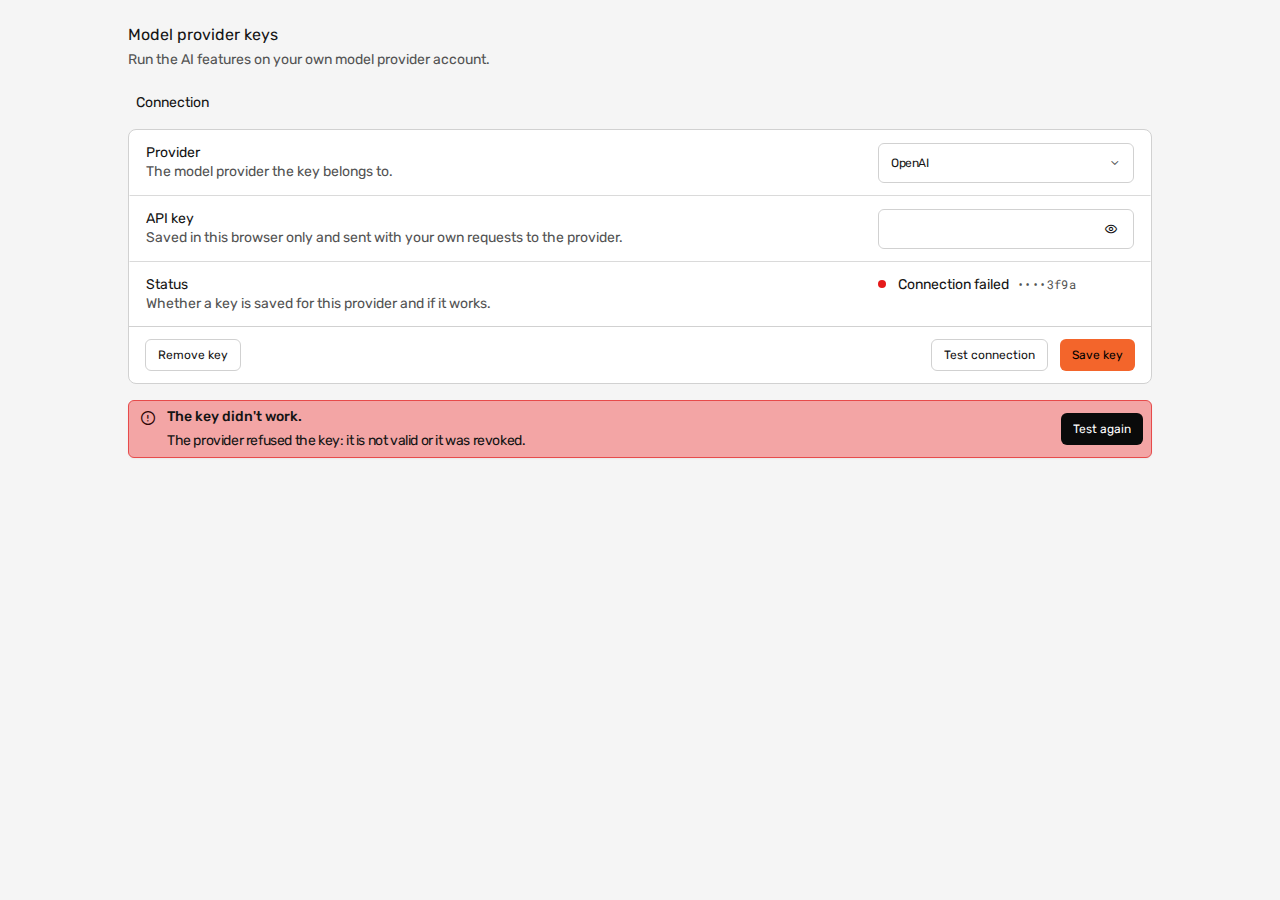 Model provider keys
Run the AI features on your own model provider account.
Connection
Provider
The model provider the key belongs to.
OpenAI
API key
Saved in this browser only and sent with your own requests to the provider.
Status
Whether a key is saved for this provider and if it works.
Connection failed ····3f9a
Remove key
Test connection
Save key
The key didn't work.
The provider refused the key: it is not valid or it was revoked.
Test again